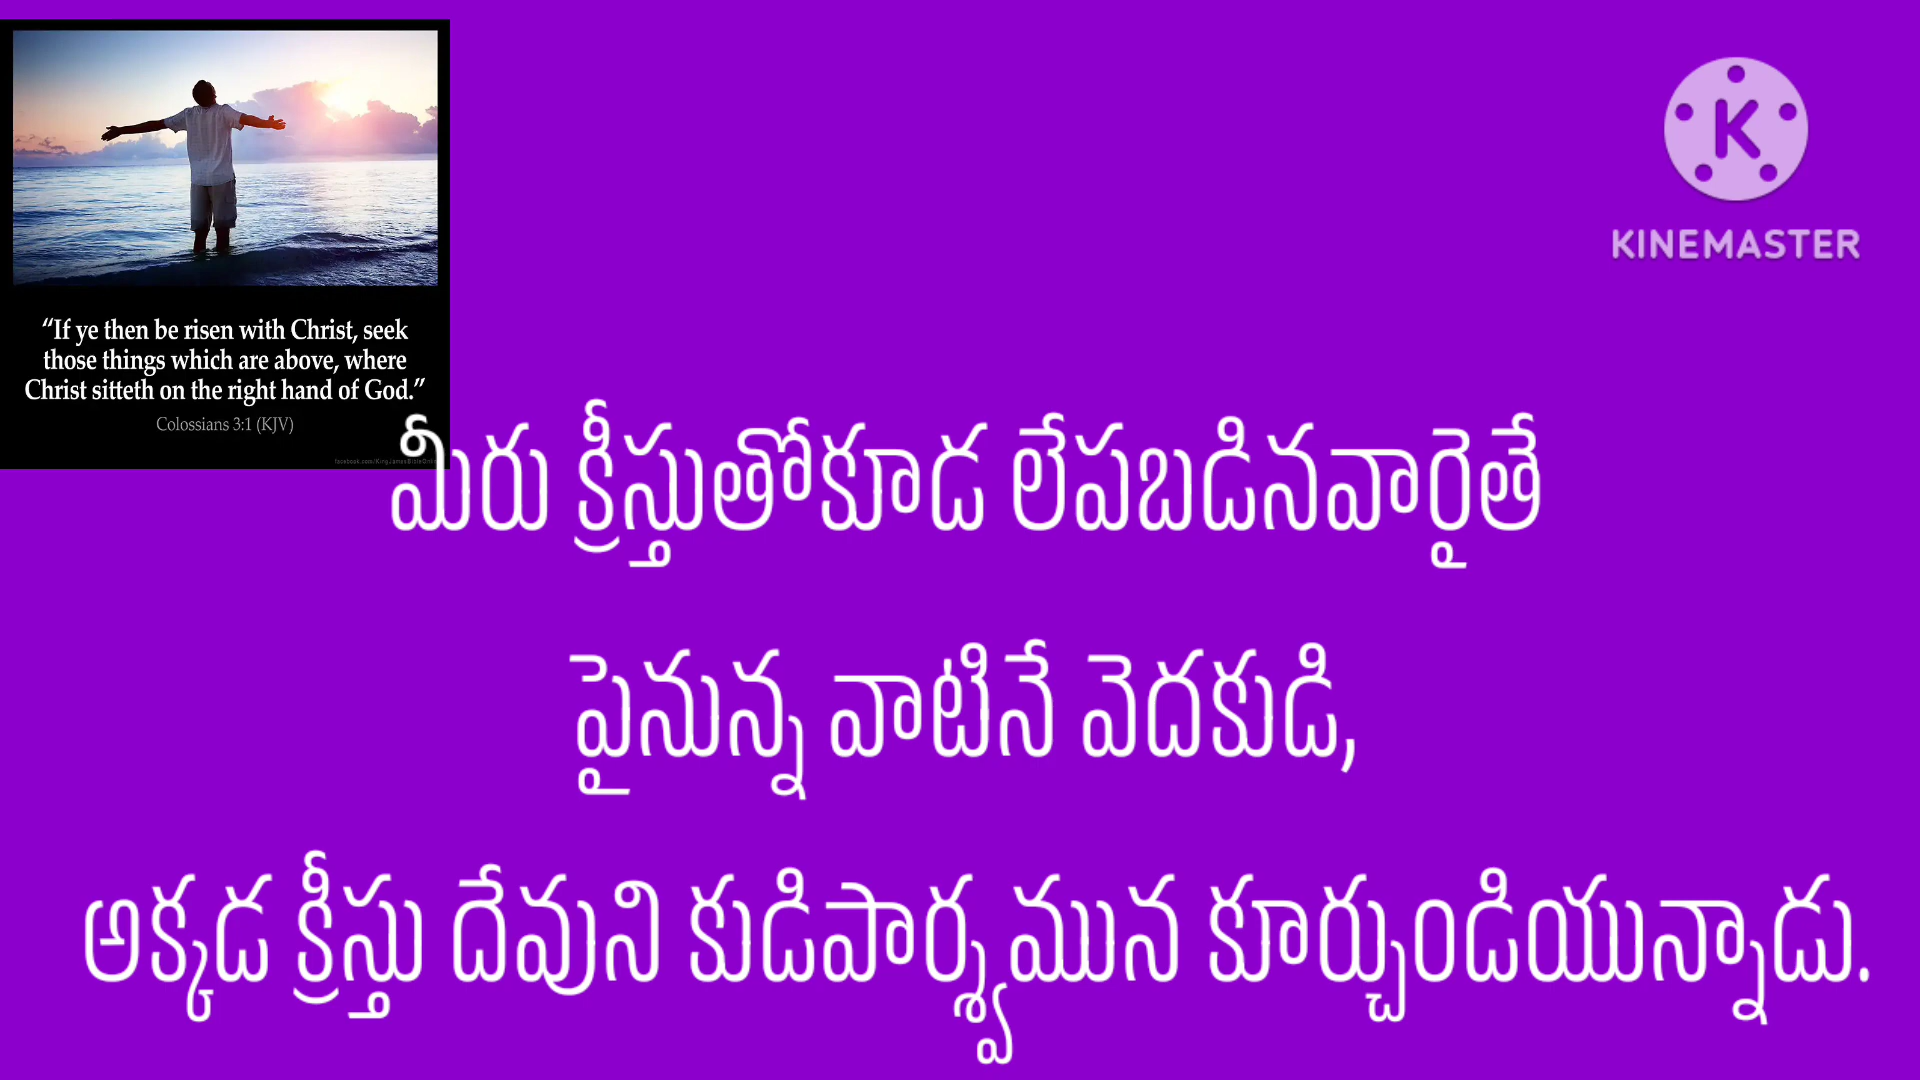 “If ye then be risen with Christ, seek
those things which are above, where
Christ sitteth on the right hand of God.”
Colossians 3:1 (KJV)
KINEMASTER
మీరు క్రీస్తుతోకూడ లేపబడినవారైతే
పైనున్న వాటినే వెదకుడి,
అక్కడ క్రీస్తు దేవుని కుడిపార్శ్వమున కూర్చుండియున్నాడు.